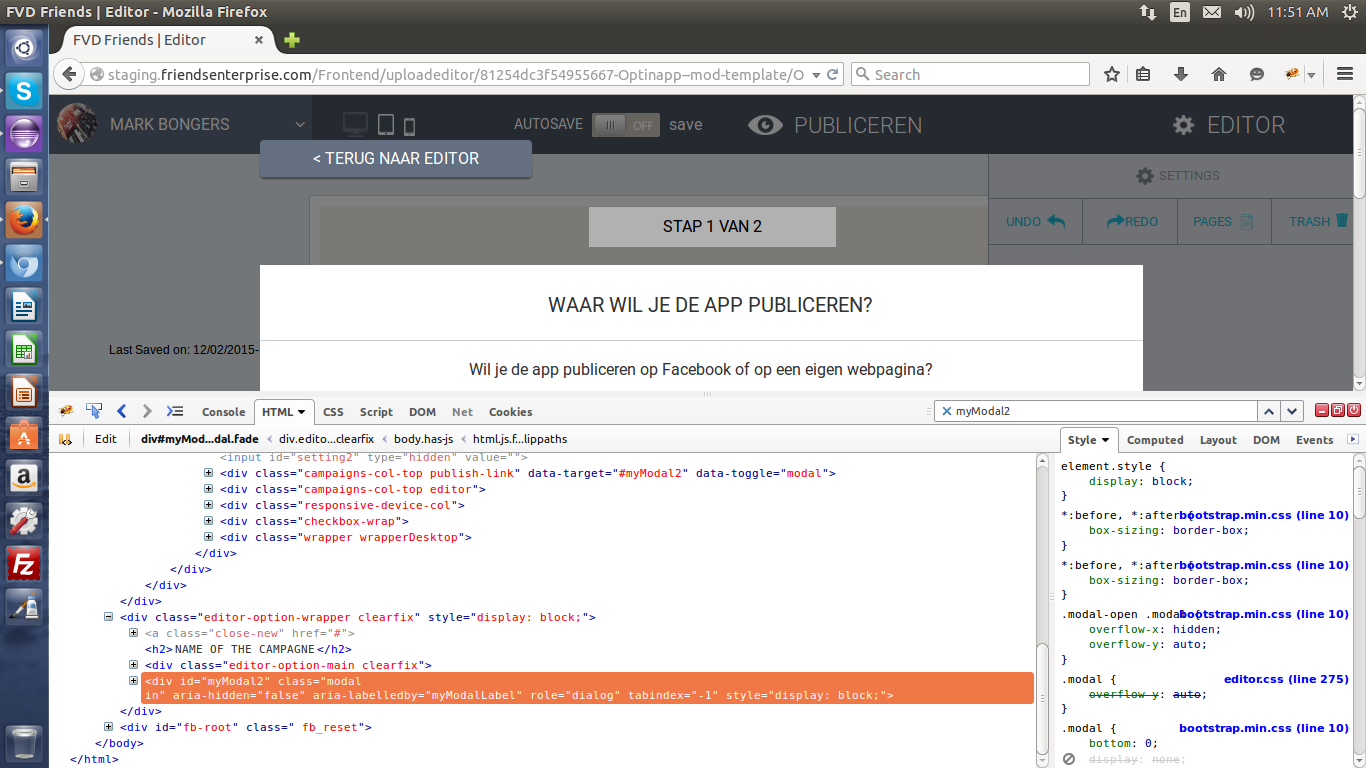 FVD Friends | Editor - Mozilla Firefox
En
11:51 AM
FVD Friends | Editor
staging.friendsenterprise.com/Frontend/uploadeditor/81254dc3f54955667-Optinapp--mod-template/O
Search
MARK BONGERS
AUTOSAVE
OFF
save
PUBLICEREN
EDITOR
< TERUG NAAR EDITOR
SETTINGS
STAP 1 VAN 2
UNDO
REDO
PAGES
TRASH
WAAR WIL JE DE APP PUBLICEREN?
Last Saved on: 12/02/2015-
Wil je de app publiceren op Facebook of op een eigen webpagina?
Console
HTML
CSS
Script
DOM
Net
Cookies
myModal2
Edit
div#myMod...dal.fade < div.edito...clearfix < body.has-js < html.js.f...lippaths
Style
Computed
Layout
DOM
Events
<input id="setting2" type="hidden" value="">
<div class="campaigns-col-top publish-link" data-target="#myModal2" data-toggle="modal">
<div class="campaigns-col-top editor">
<div class="responsive-device-col">
<div class="checkbox-wrap">
<div class="wrapper wrapperDesktop">
</div>
</div>
</div>
</div>
<div class="editor-option-wrapper clearfix" style="display: block;">
<a class="close-new" href="#">
<h2>NAME OF THE CAMPAGNE</h2>
<div class="editor-option-main clearfix">
<div id="myModal2" class="modal
in" aria-hidden="false" aria-labelledby="myModalLabel" role="dialog" tabindex="-1" style="display: block;">
</div>
<div id="fb-root" class=" fb_reset">
</body>
</html>
element.style {
display: block;
}
*:before, *:after {
bootstrap.min.css (line 10)
box-sizing: border-box;
}
*:before, *:after {
bootstrap.min.css (line 10)
box-sizing: border-box;
}
.modal-open .modal {
bootstrap.min.css (line 10)
overflow-x: hidden;
overflow-y: auto;
}
.modal {
editor.css (line 275)
overflow-y: auto;
}
.modal {
bootstrap.min.css (line 10)
bottom: 0;
display: none;